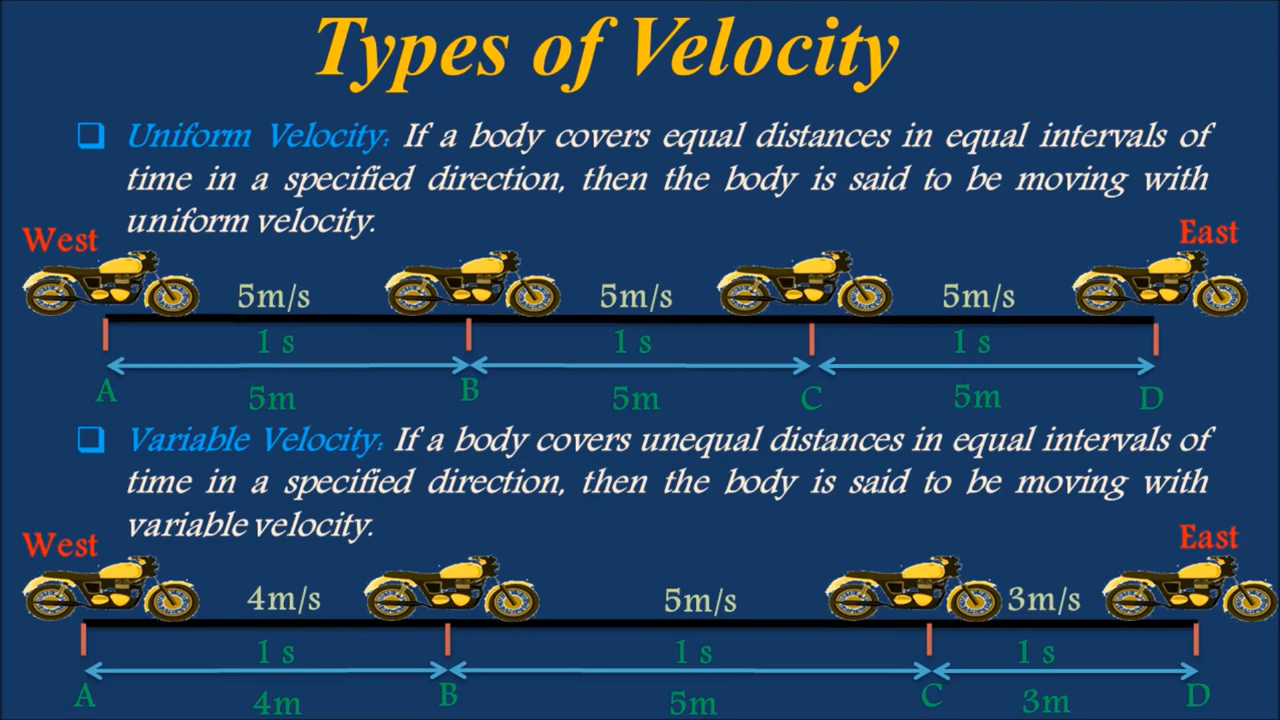 Types of Velocity
❑ Uniform Velocity: If a body covers equal distances in equal intervals of
time in a specified direction, then the body is said to be moving with
uniform velocity.
West East
5m/s 5m/s 5m/s
1 s 1 s 1 s
A B C D
5m 5m 5m
❑ Variable Velocity: If a body covers unequal distances in equal intervals of
time in a specified direction, then the body is said to be moving with
variable velocity.
West East
4m/s 5m/s 3m/s
1 s 1 s 1 s
A B C D
4m 5m 3m